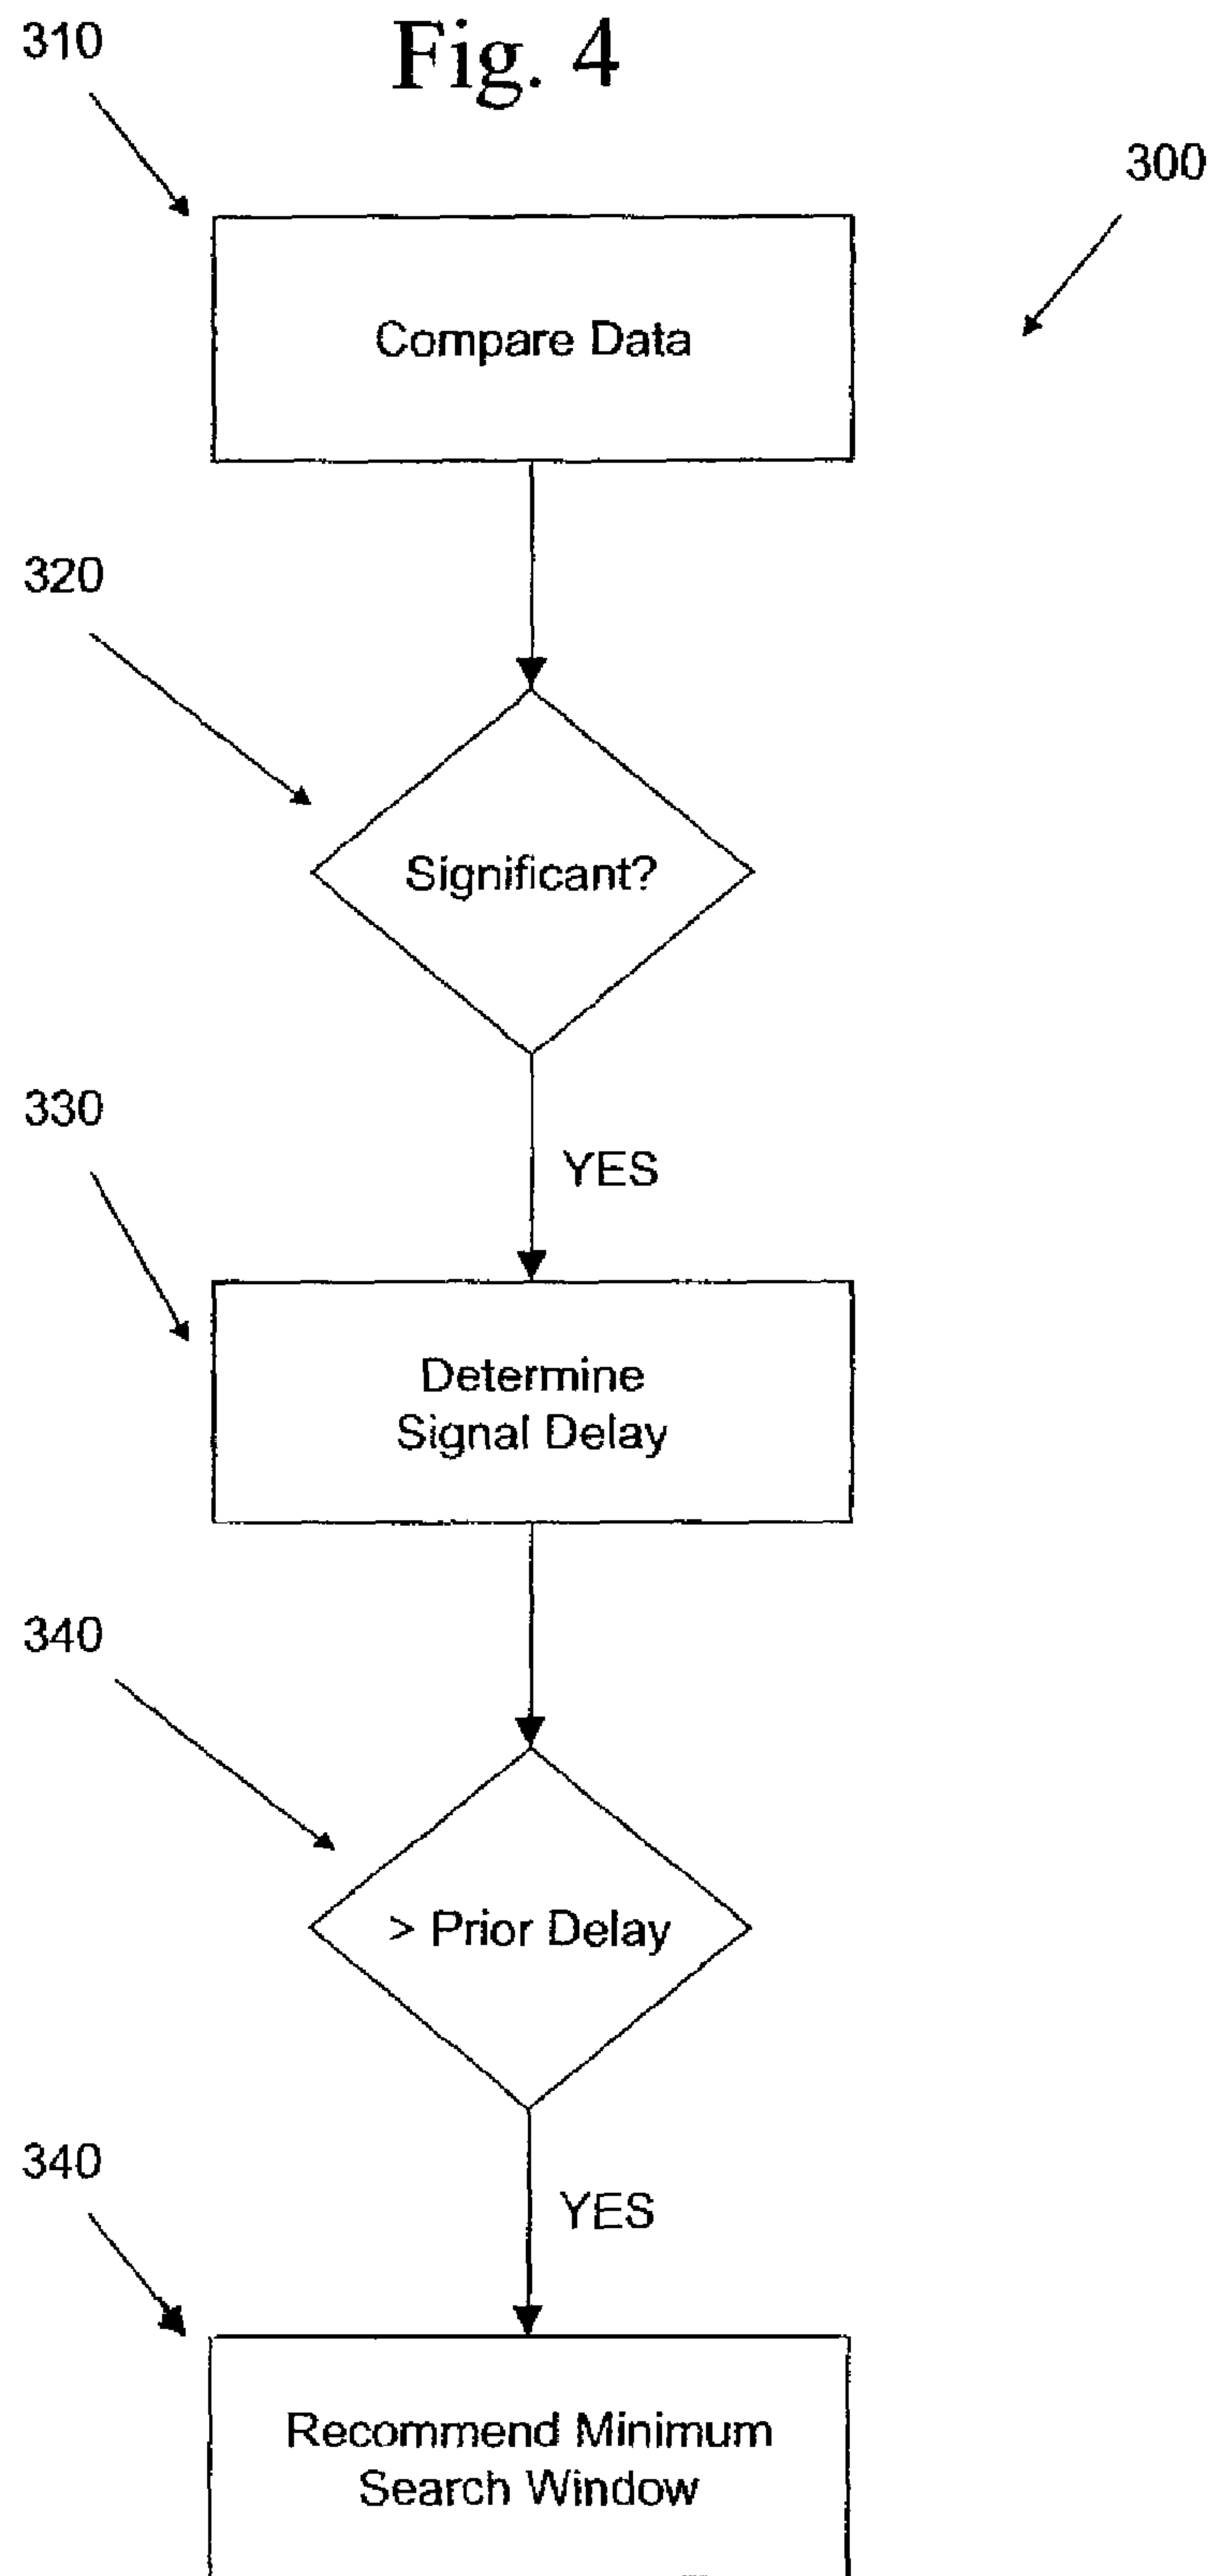 310
Fig. 4
300
Compare Data
320
Significant?
330
YES
Determine
Signal Delay
340
> Prior Delay
340
YES
Recommend Minimum
Search Window